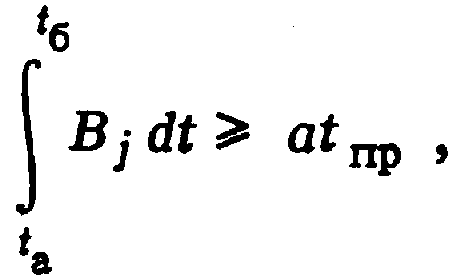 t_б
∫ B_j dt ⩾ at_пр ,
t_а